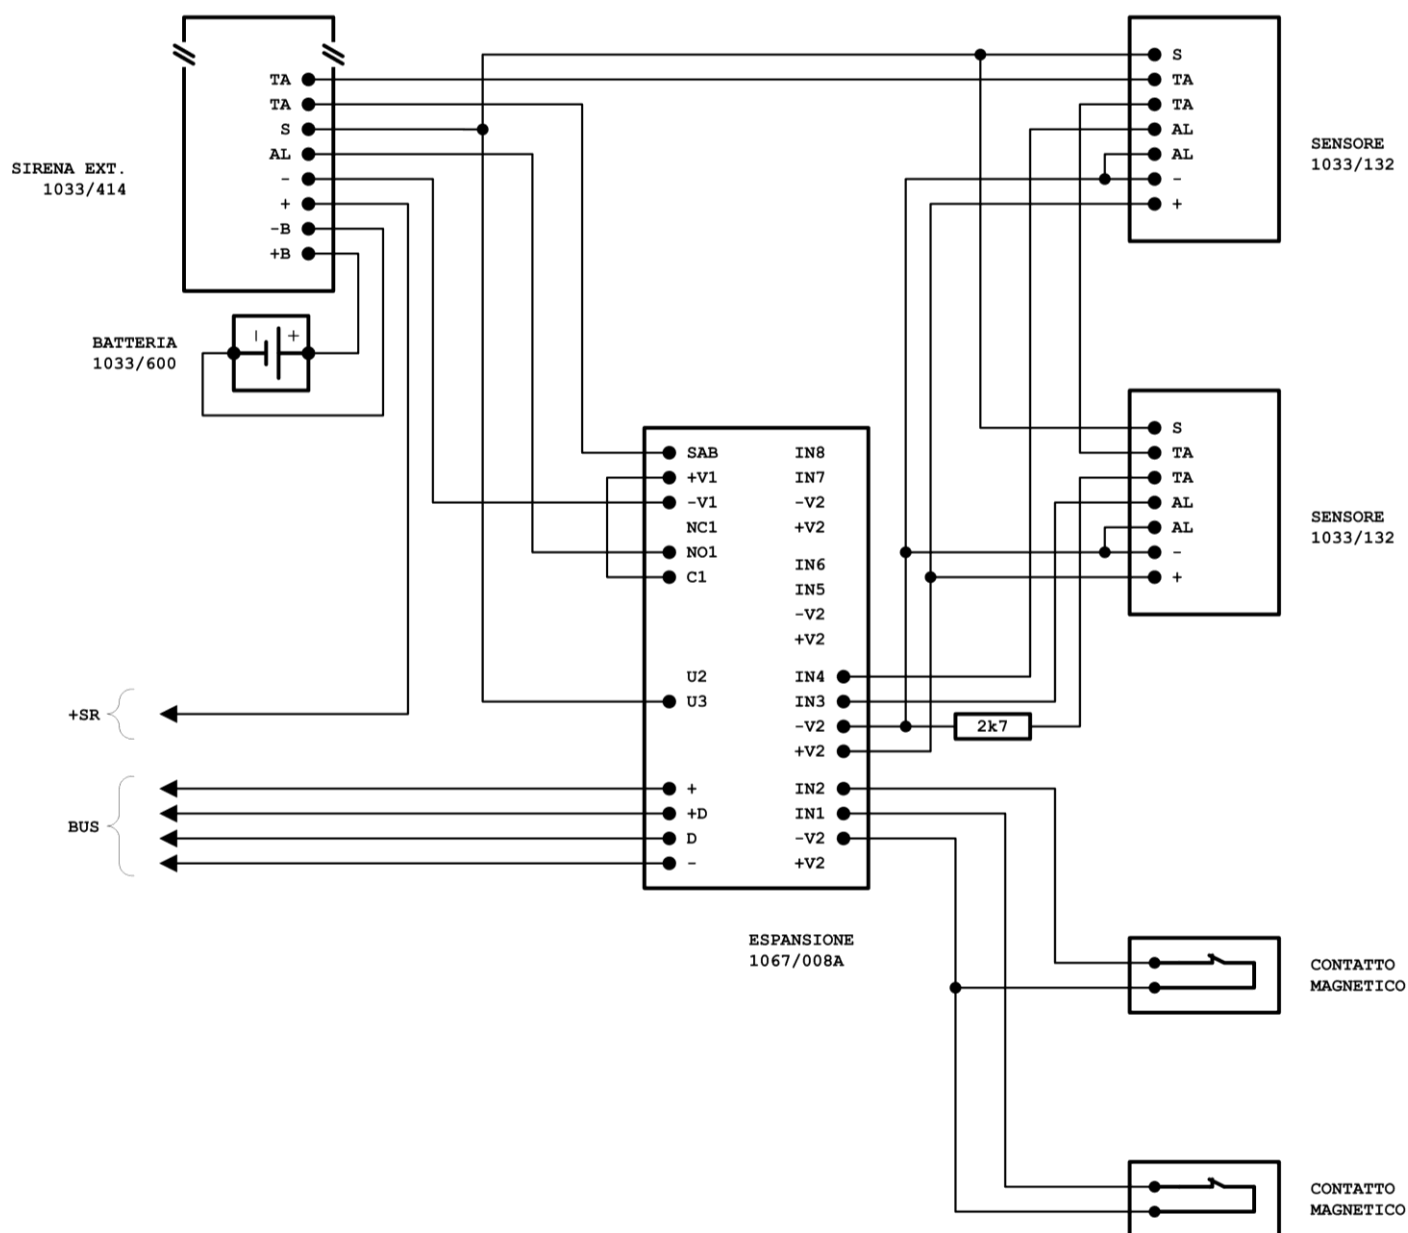 TA
TA
S
AL
-
+
-B
+B
SIRENA EXT.
1033/414
BATTERIA
1033/600
- +
S
TA
TA
AL
AL
-
+
SENSORE
1033/132
S
TA
TA
AL
AL
-
+
SENSORE
1033/132
SAB IN8
+V1 IN7
-V1 -V2
NC1 +V2
NO1 IN6
C1 IN5
-V2
+V2
U2 IN4
U3 IN3
-V2
+V2
+ IN2
+D IN1
D -V2
- +V2
2k7
+SR
BUS
ESPANSIONE
1067/008A
CONTATTO
MAGNETICO
CONTATTO
MAGNETICO